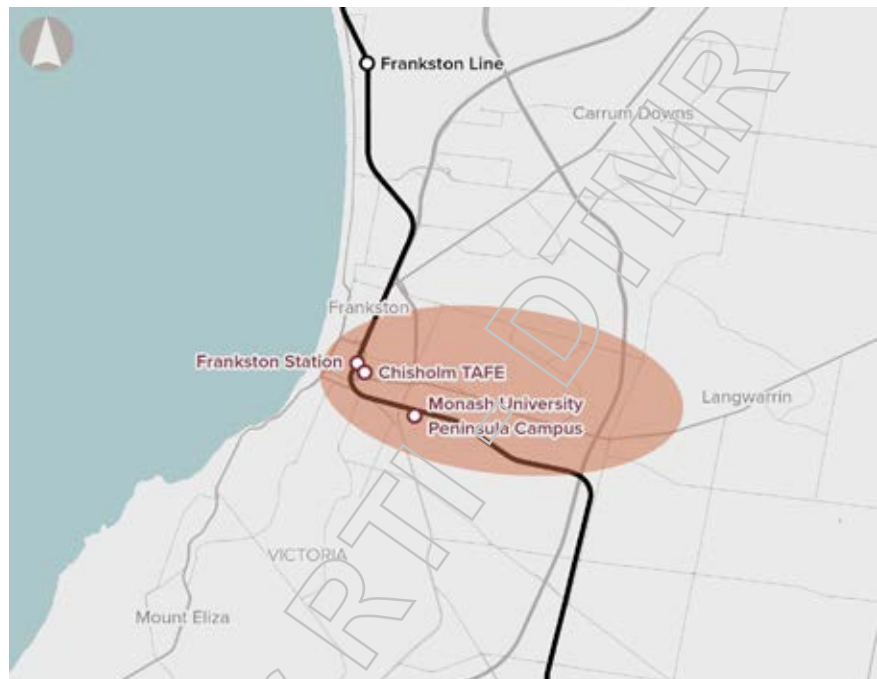 Frankston Line
Carrum Downs
Frankston
Frankston Station
Chisholm TAFE
Monash University
Peninsula Campus
Langwarrin
VICTORIA
Mount Eliza
RTI DTMR